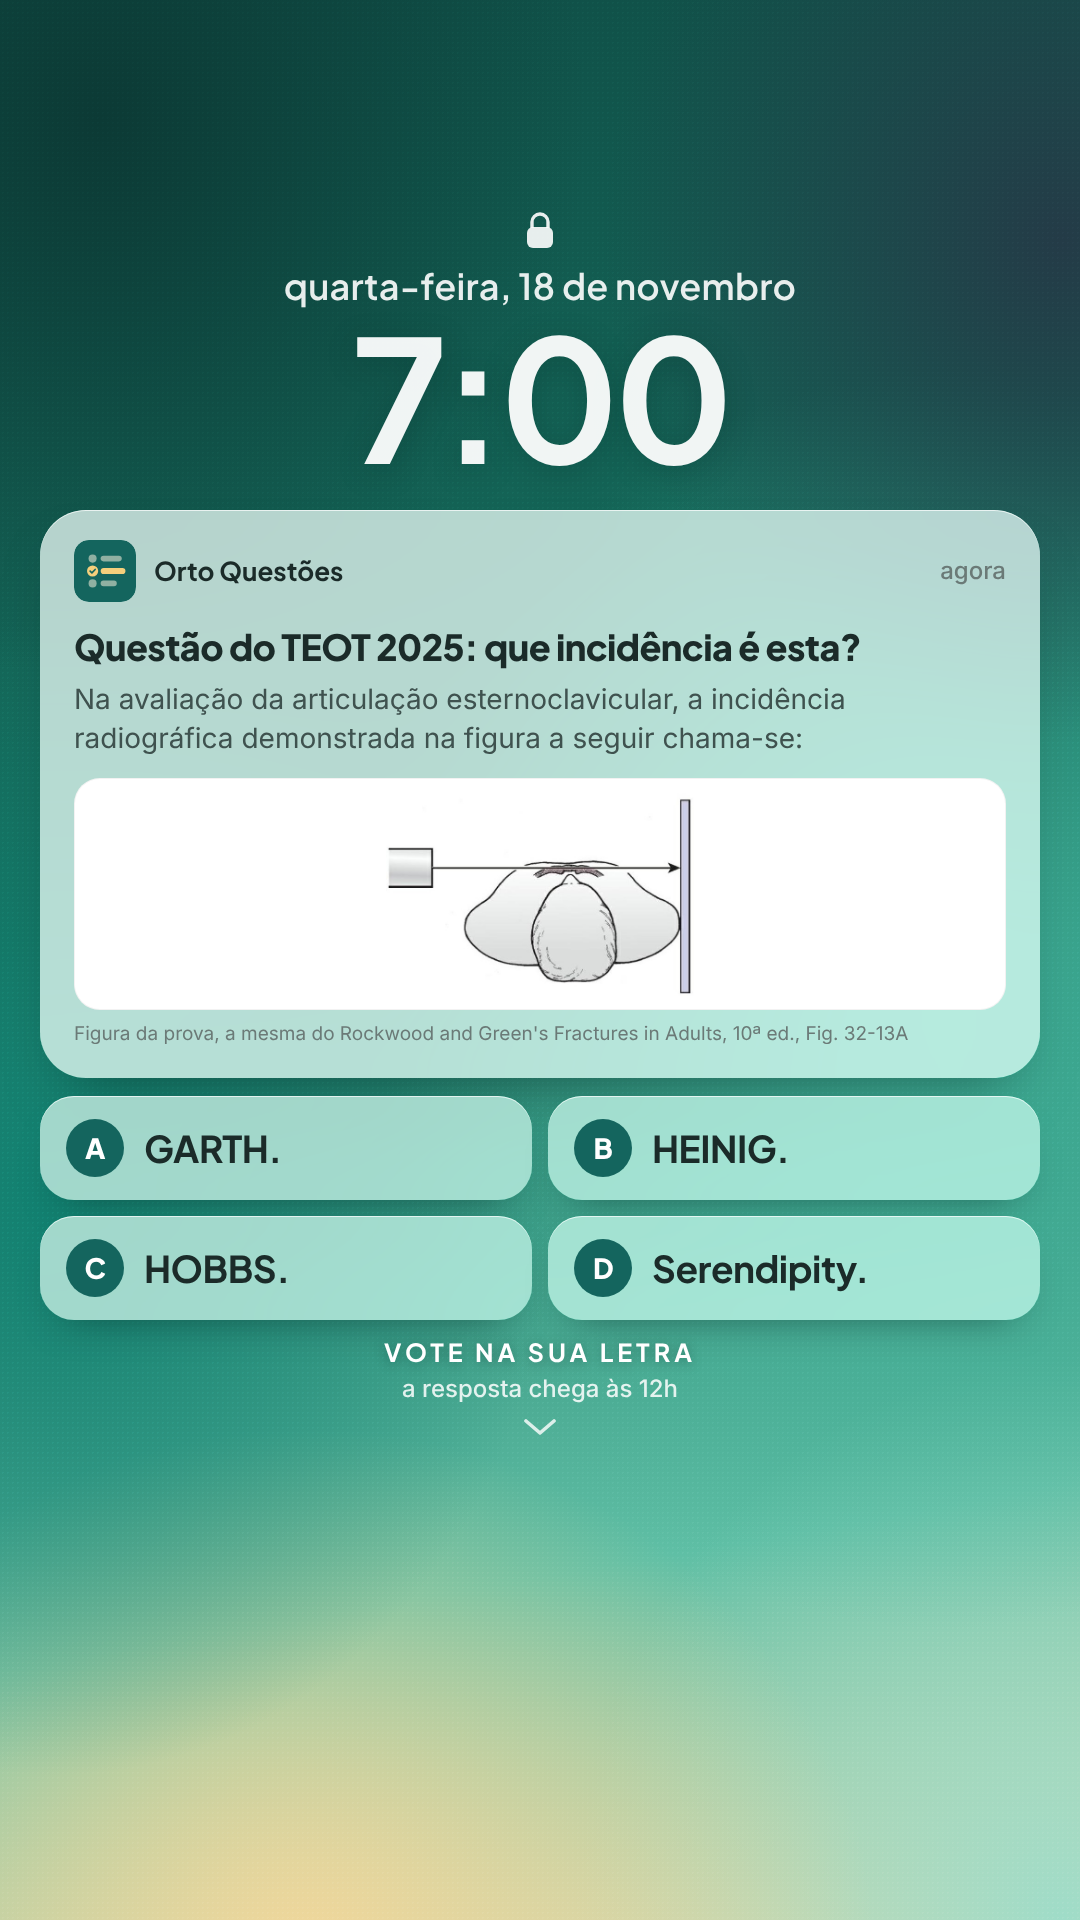 quarta-feira, 18 de novembro
7:00
Orto Questões
agora
Questão do TEOT 2025: que incidência é esta?
Na avaliação da articulação esternoclavicular, a incidência
radiográfica demonstrada na figura a seguir chama-se:
Figura da prova, a mesma do Rockwood and Green's Fractures in Adults, 10ª ed., Fig. 32-13A
A GARTH.
B HEINIG.
C HOBBS.
D Serendipity.
VOTE NA SUA LETRA
a resposta chega às 12h